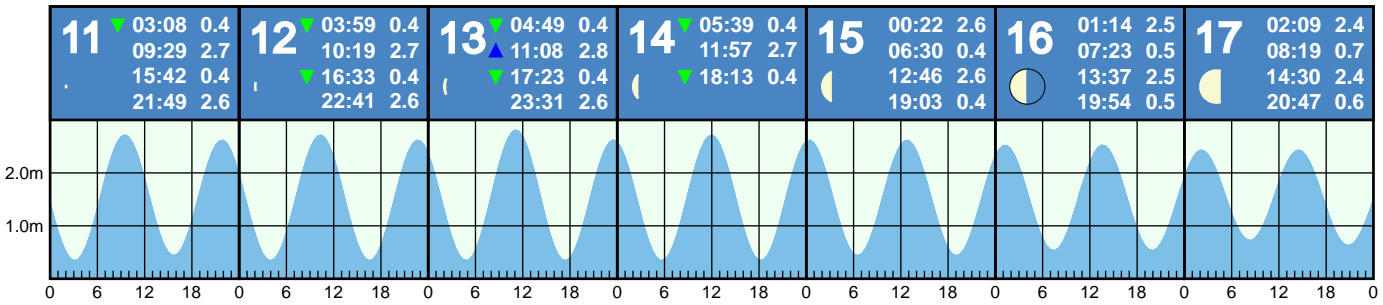 11 ▼ 03:08 0.4
09:29 2.7
15:42 0.4
21:49 2.6
12 ▼ 03:59 0.4
10:19 2.7
▼ 16:33 0.4
22:41 2.6
13 ▼ 04:49 0.4
▲ 11:08 2.8
▼ 17:23 0.4
23:31 2.6
14 ▼ 05:39 0.4
11:57 2.7
▼ 18:13 0.4
15 00:22 2.6
06:30 0.4
12:46 2.6
19:03 0.4
16 01:14 2.5
07:23 0.5
13:37 2.5
19:54 0.5
17 02:09 2.4
08:19 0.7
14:30 2.4
20:47 0.6
2.0m
1.0m
0 6 12 18 0 6 12 18 0 6 12 18 0 6 12 18 0 6 12 18 0 6 12 18 0 6 12 18 0